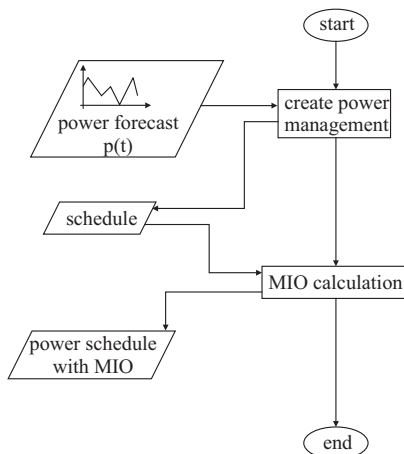 start
power forecast
p(t)
create power
management
schedule
MIO calculation
power schedule
with MIO
end